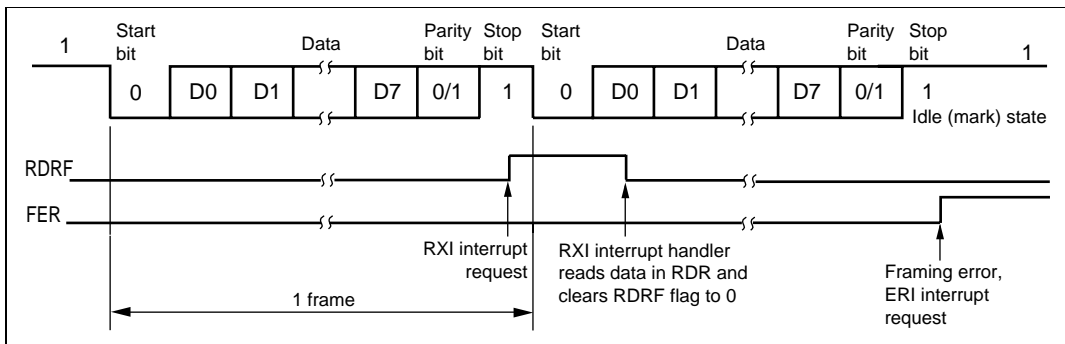 1
Start bit
Data
Parity bit
Stop bit
Start bit
Data
Parity bit
Stop bit
1
0 D0 D1 D7 0/1 1 0 D0 D1 D7 0/1 1
Idle (mark) state
RDRF
FER
RXI interrupt
request
RXI interrupt handler
reads data in RDR and
clears RDRF flag to 0
Framing error,
ERI interrupt
request
1 frame